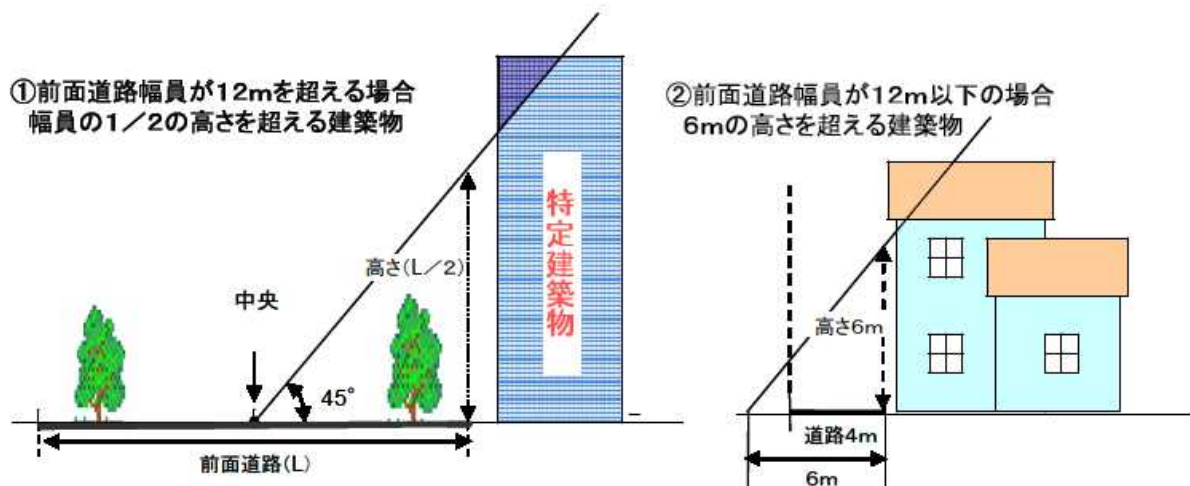 ①前面道路幅員が12mを超える場合
幅員の1/2の高さを超える建築物
特定建築物
高さ(L/2)
中央
45°
前面道路(L)
②前面道路幅員が12m以下の場合
6mの高さを超える建築物
高さ6m
道路4m
6m